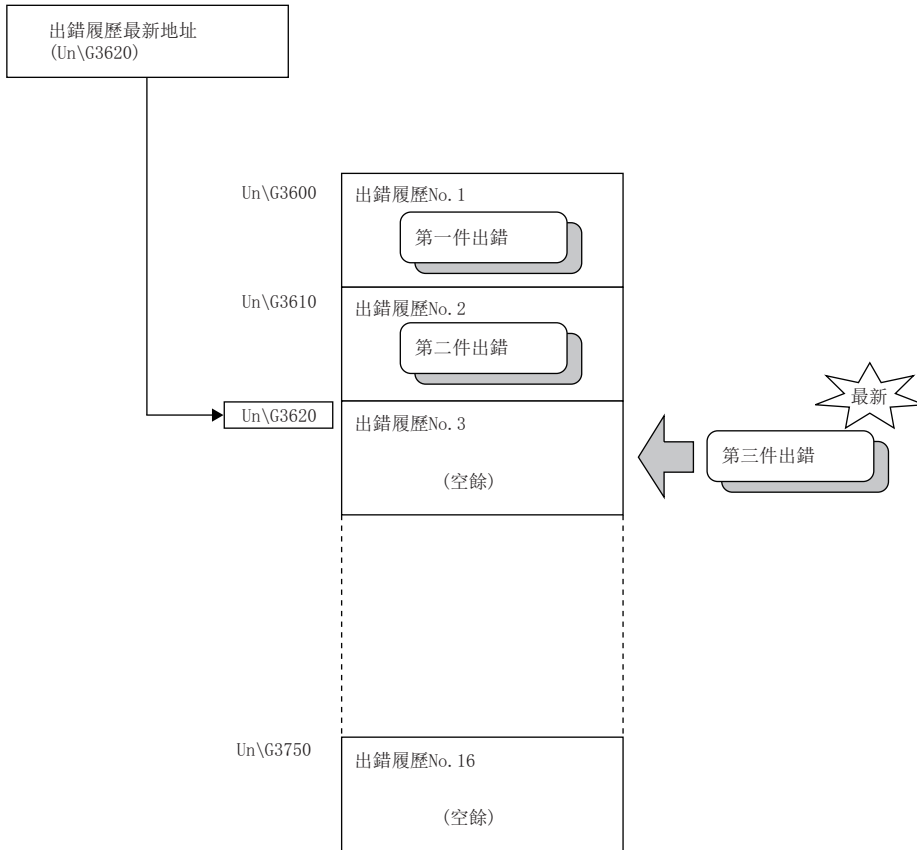 出錯履歷最新地址
(Un\G3620)
Un\G3600
出錯履歷No.1
第一件出錯
Un\G3610
出錯履歷No.2
第二件出錯
Un\G3620
出錯履歷No.3
(空餘)
最新
第三件出錯
Un\G3750
出錯履歷No.16
(空餘)